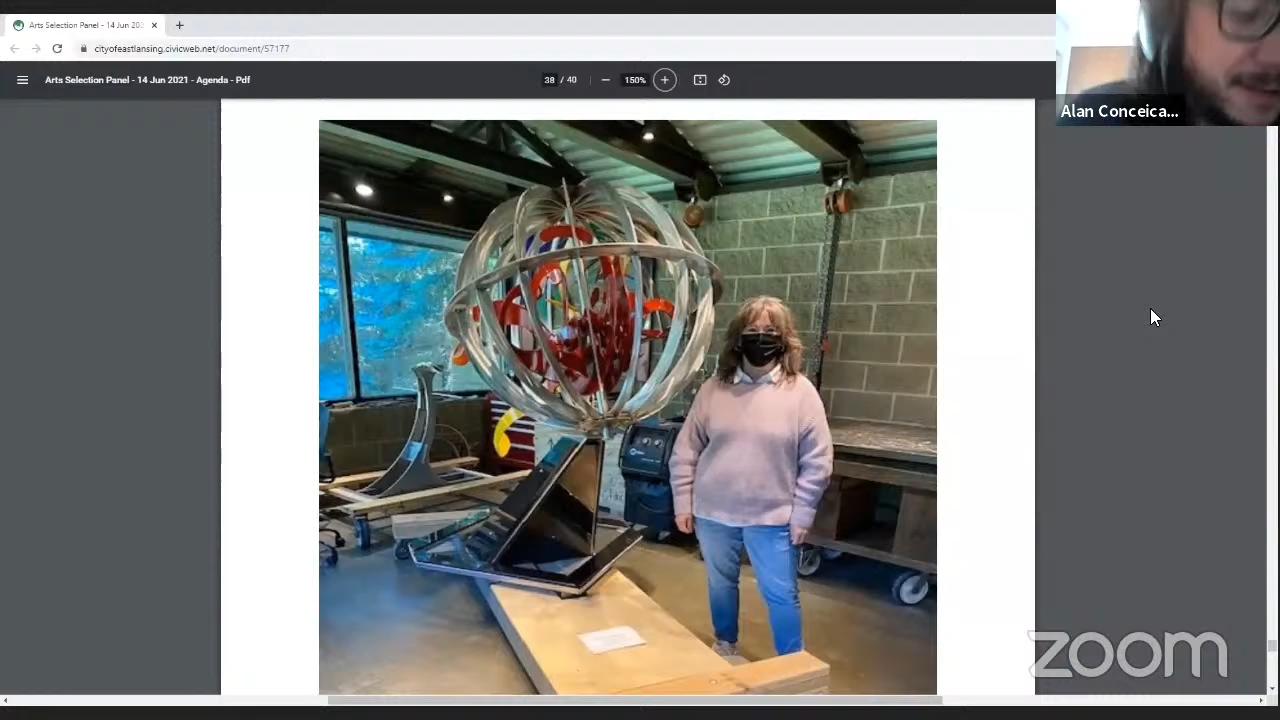 Arts Selection Panel - 14 Jun 202
cityofeastlansing.civicweb.net/document/57177
Arts Selection Panel - 14 Jun 2021 - Agenda - Pdf
38 / 40
150%
Alan Conceica...
zoom